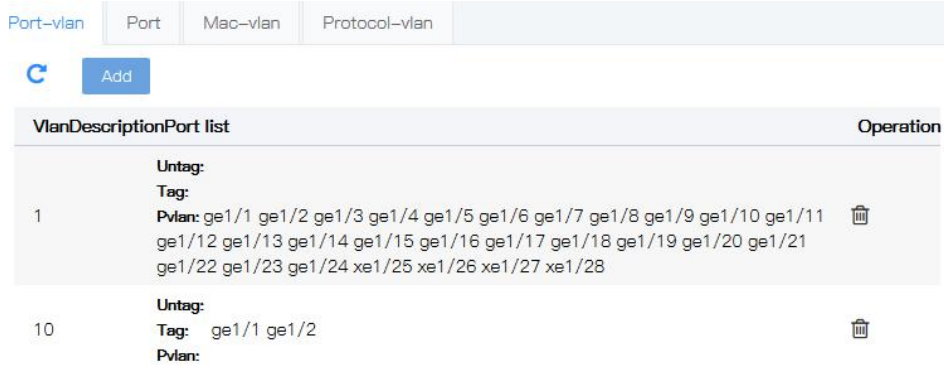 Port-vlan Port Mac-vlan Protocol-vlan
Add
VlanDescriptionPort list Operation
Untag:
Tag:
1 Pvlan: ge1/1 ge1/2 ge1/3 ge1/4 ge1/5 ge1/6 ge1/7 ge1/8 ge1/9 ge1/10 ge1/11
ge1/12 ge1/13 ge1/14 ge1/15 ge1/16 ge1/17 ge1/18 ge1/19 ge1/20 ge1/21
ge1/22 ge1/23 ge1/24 xe1/25 xe1/26 xe1/27 xe1/28
Untag:
10 Tag: ge1/1 ge1/2
Pvlan: